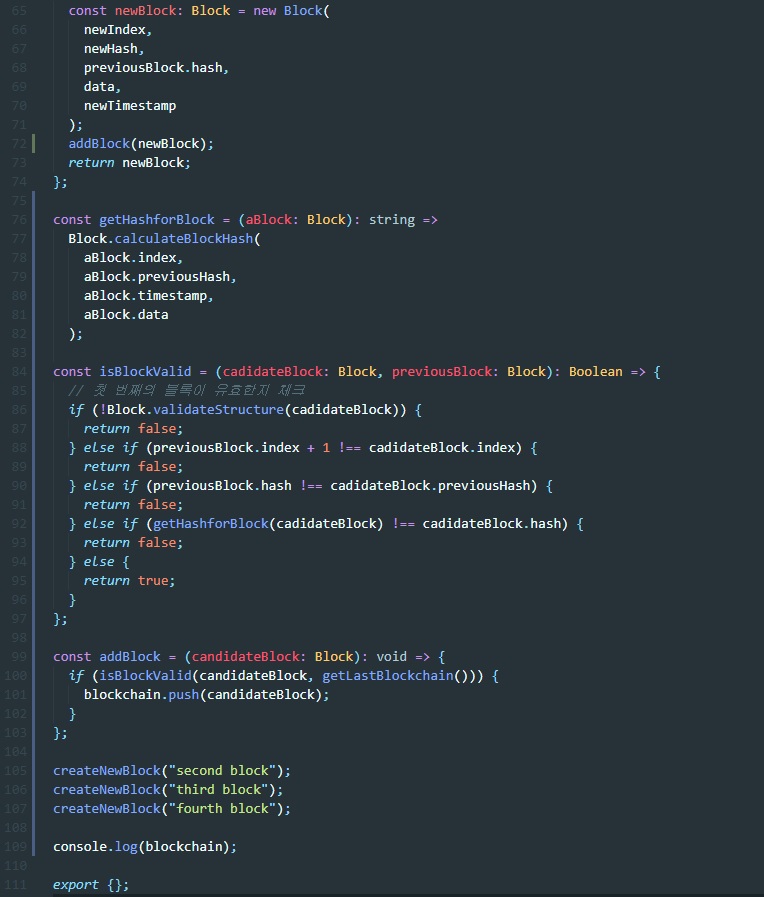 65 const newBlock: Block = new Block(
66 newIndex,
67 newHash,
68 previousBlock.hash,
69 data,
70 newTimestamp
71 );
72 addBlock(newBlock);
73 return newBlock;
74 };
75
76 const getHashforBlock = (aBlock: Block): string =>
77 Block.calculateBlockHash(
78 aBlock.index,
79 aBlock.previousHash,
80 aBlock.timestamp,
81 aBlock.data
82 );
83
84 const isBlockValid = (cadidateBlock: Block, previousBlock: Block): Boolean => {
85 // 첫 번째의 블록이 유효한지 체크
86 if (!Block.validateStructure(cadidateBlock)) {
87 return false;
88 } else if (previousBlock.index + 1 !== cadidateBlock.index) {
89 return false;
90 } else if (previousBlock.hash !== cadidateBlock.previousHash) {
91 return false;
92 } else if (getHashforBlock(cadidateBlock) !== cadidateBlock.hash) {
93 return false;
94 } else {
95 return true;
96 }
97 };
98
99 const addBlock = (candidateBlock: Block): void => {
100 if (isBlockValid(candidateBlock, getLastBlockchain())) {
101 blockchain.push(candidateBlock);
102 }
103 };
104
105 createNewBlock("second block");
106 createNewBlock("third block");
107 createNewBlock("fourth block");
108
109 console.log(blockchain);
110
111 export {};